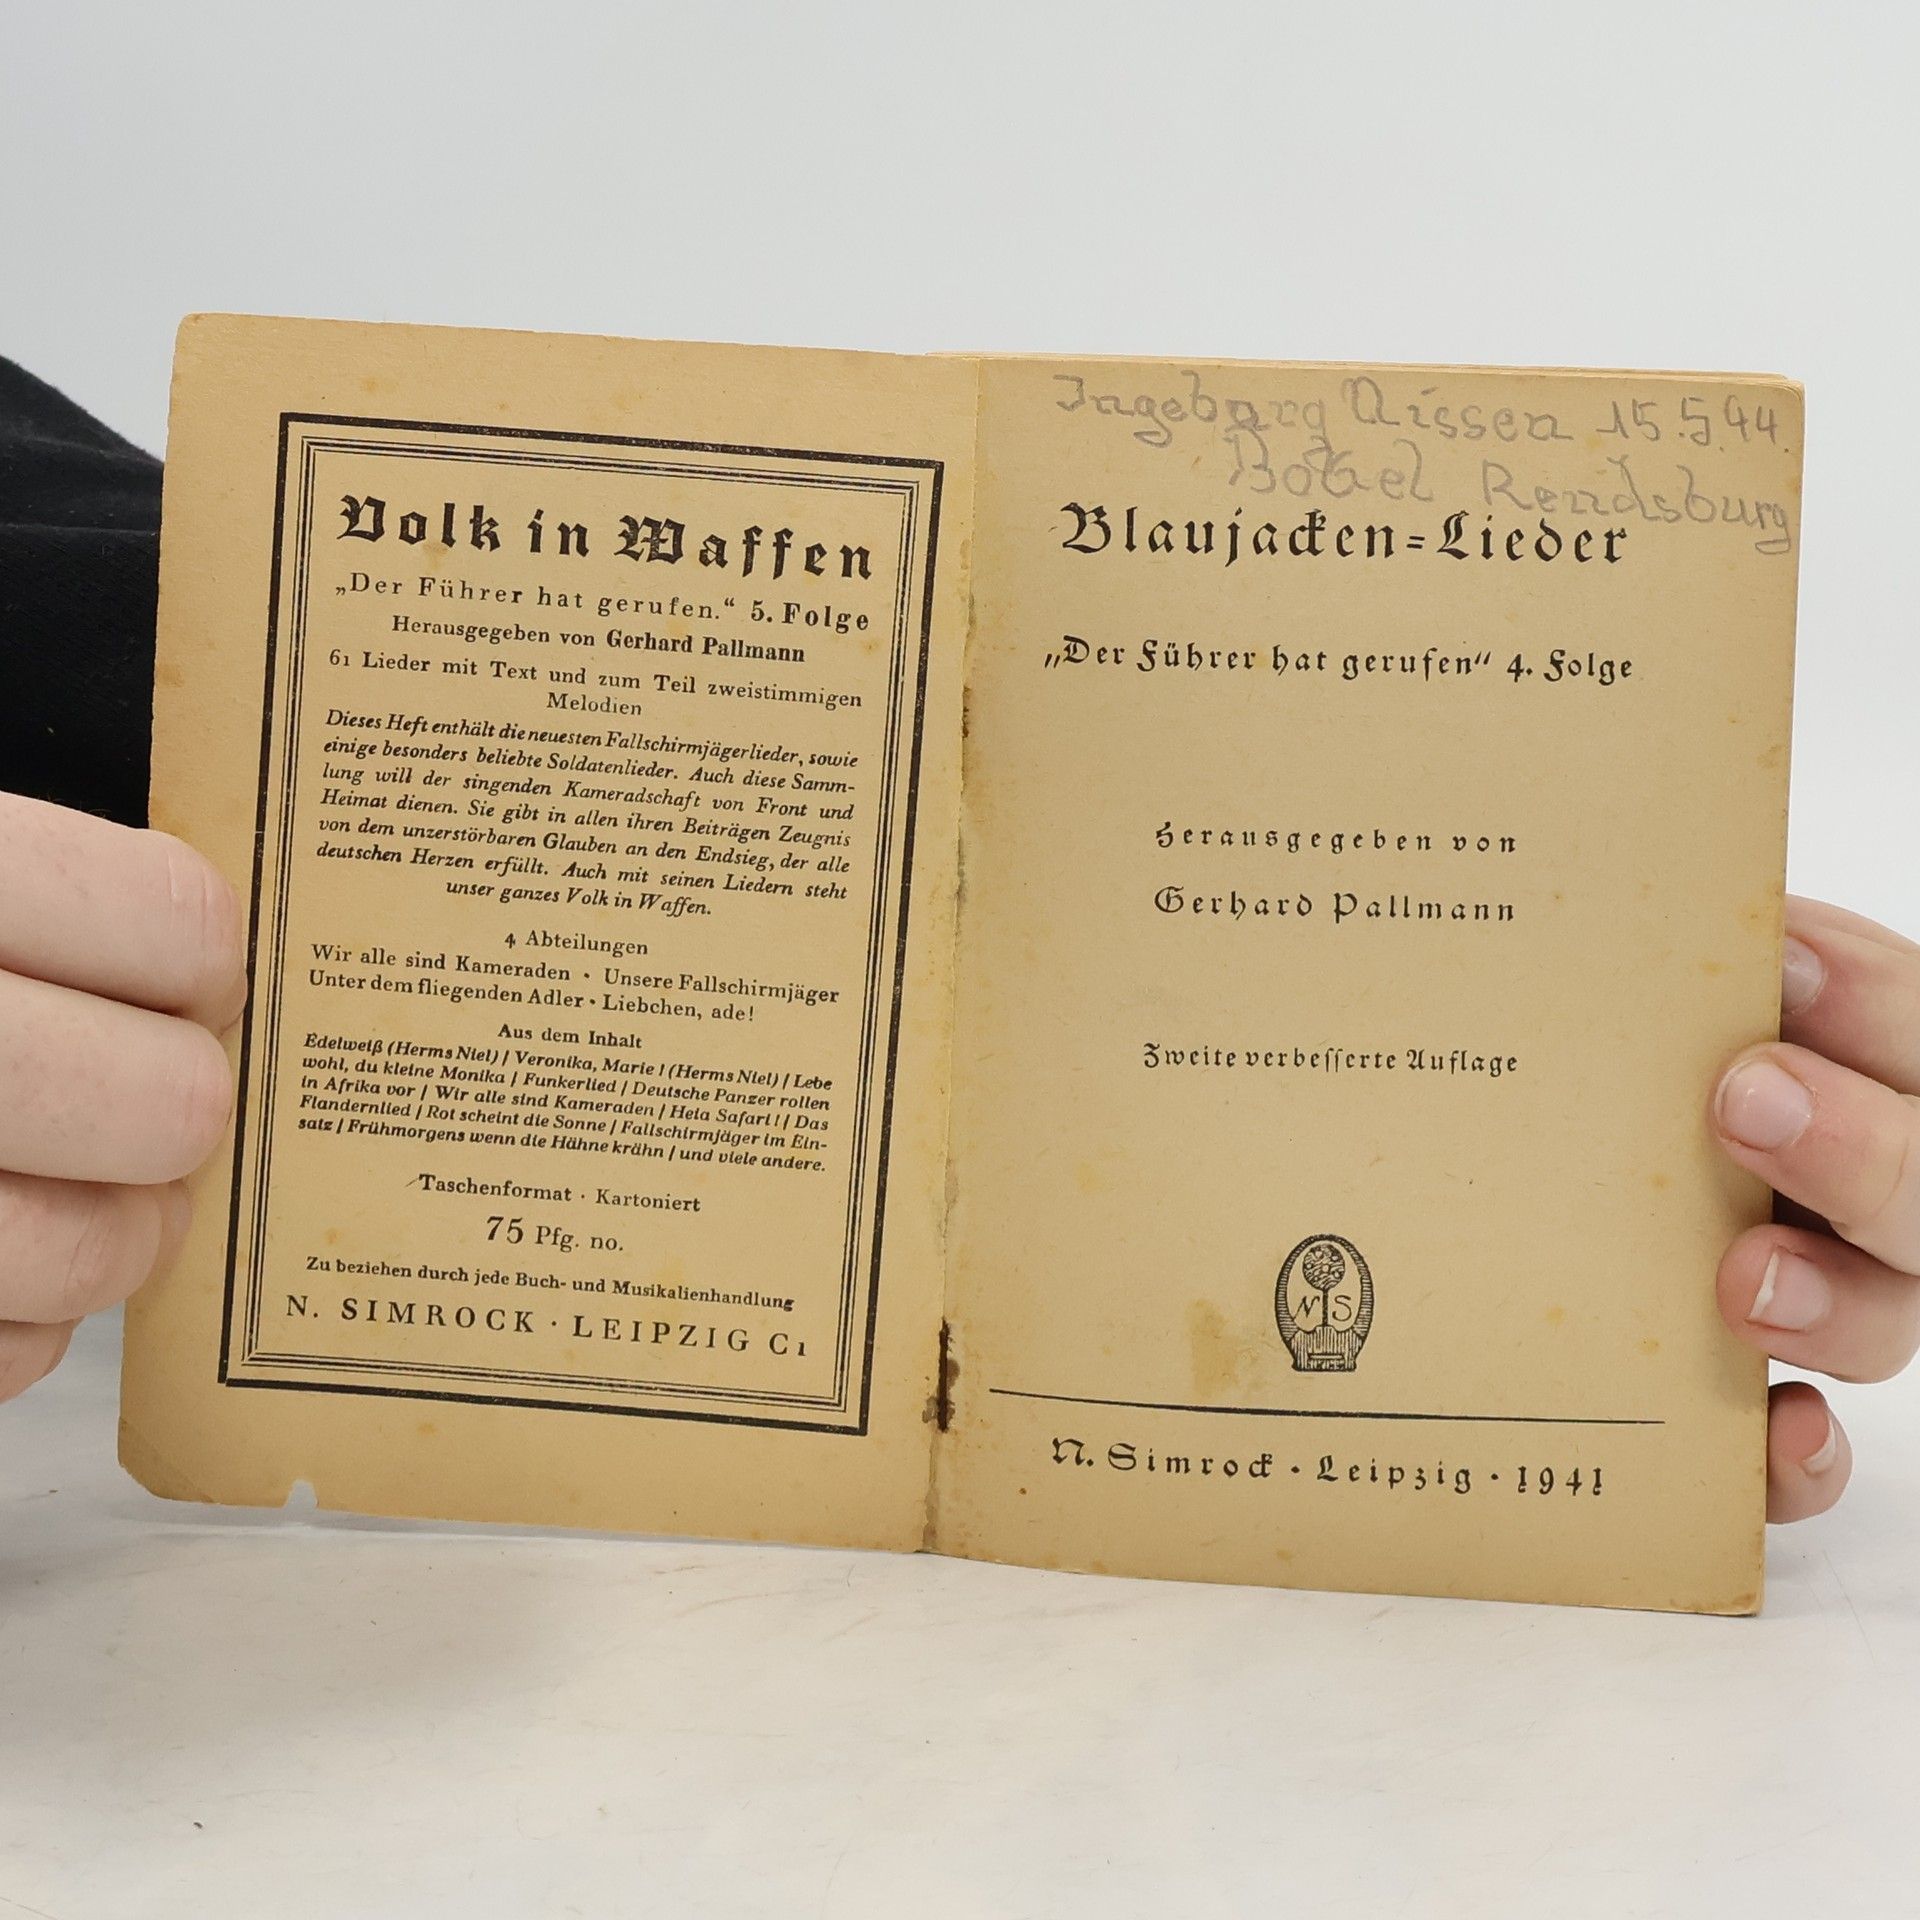 Volk in Waffen
„Der Führer hat gerufen.“ 5. Folge
Herausgegeben von Gerhard Pallmann
61 Lieder mit Text und zum Teil zweistimmigen
Melodien
Dieses Heft enthält die neuesten Fallschirmjägerlieder, sowie
einige besonders beliebte Soldatenlieder. Auch diese Samm-
lung will der singenden Kameradschaft von Front und
Heimat dienen. Sie gibt in allen ihren Beiträgen Zeugnis
von dem unzerstörbaren Glauben an den Endsieg, der alle
deutschen Herzen erfüllt. Auch mit seinen Liedern steht
unser ganzes Volk in Waffen.
4 Abteilungen
Wir alle sind Kameraden • Unsere Fallschirmjäger
Unter dem fliegenden Adler • Liebchen, ade!
Aus dem Inhalt
Edelweiß (Herms Niel) / Veronika, Marie! (Herms Niel) / Lebe
wohl, du kleine Monika / Funkerlied / Deutsche Panzer rollen
in Afrika vor / Wir alle sind Kameraden / Heia Safari! / Das
Flandernlied / Rot scheint die Sonne / Fallschirmjäger im Ein-
satz / Frühmorgens wenn die Hähne krähn / und viele andere.
Taschenformat · Kartoniert
75 Pfg. no.
Zu beziehen durch jede Buch- und Musikalienhandlung
N. SIMROCK · LEIPZIG C1
Ingeborg 15.5.44.
Rendsburg
Blaujacken=Lieder
„Der Führer hat gerufen“ 4. Folge
Herausgegeben von
Gerhard Pallmann
Zweite verbesserte Auflage
N S
N. Simrock · Leipzig · 1941